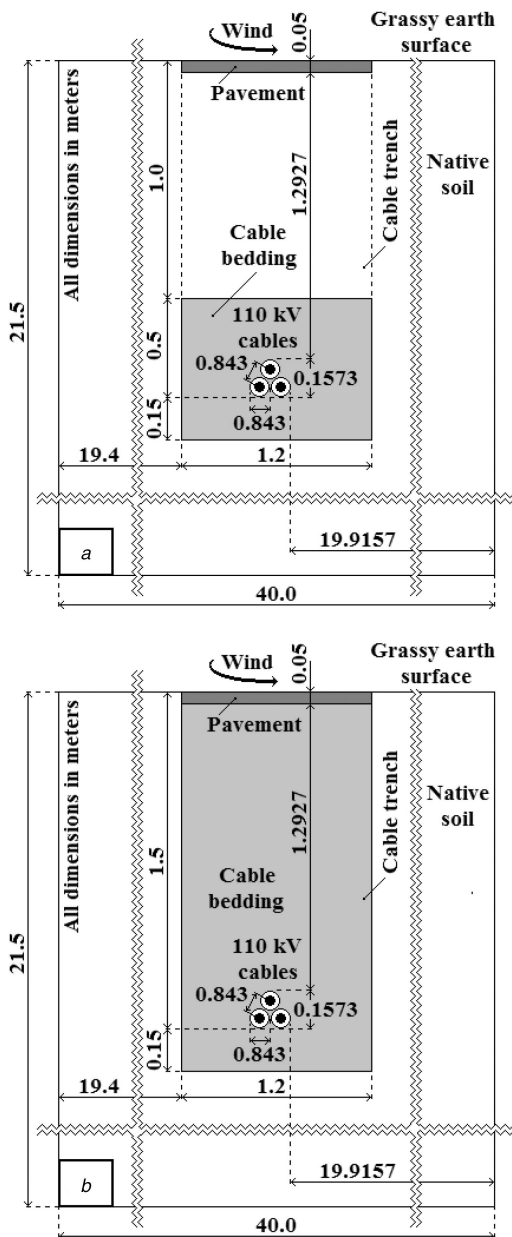 Wind
0.05
Grassy earth
surface
Pavement
All dimensions in meters
1.0
1.2927
Cable trench
Native
soil
Cable
bedding
21.5
0.5
110 kV
cables
0.843
0.1573
0.15
0.843
19.4
1.2
a
19.9157
40.0
Wind
0.05
Grassy earth
surface
Pavement
All dimensions in meters
1.5
1.2927
Cable trench
Native
soil
Cable
bedding
21.5
110 kV
cables
0.843
0.1573
0.15
0.843
19.4
1.2
b
19.9157
40.0